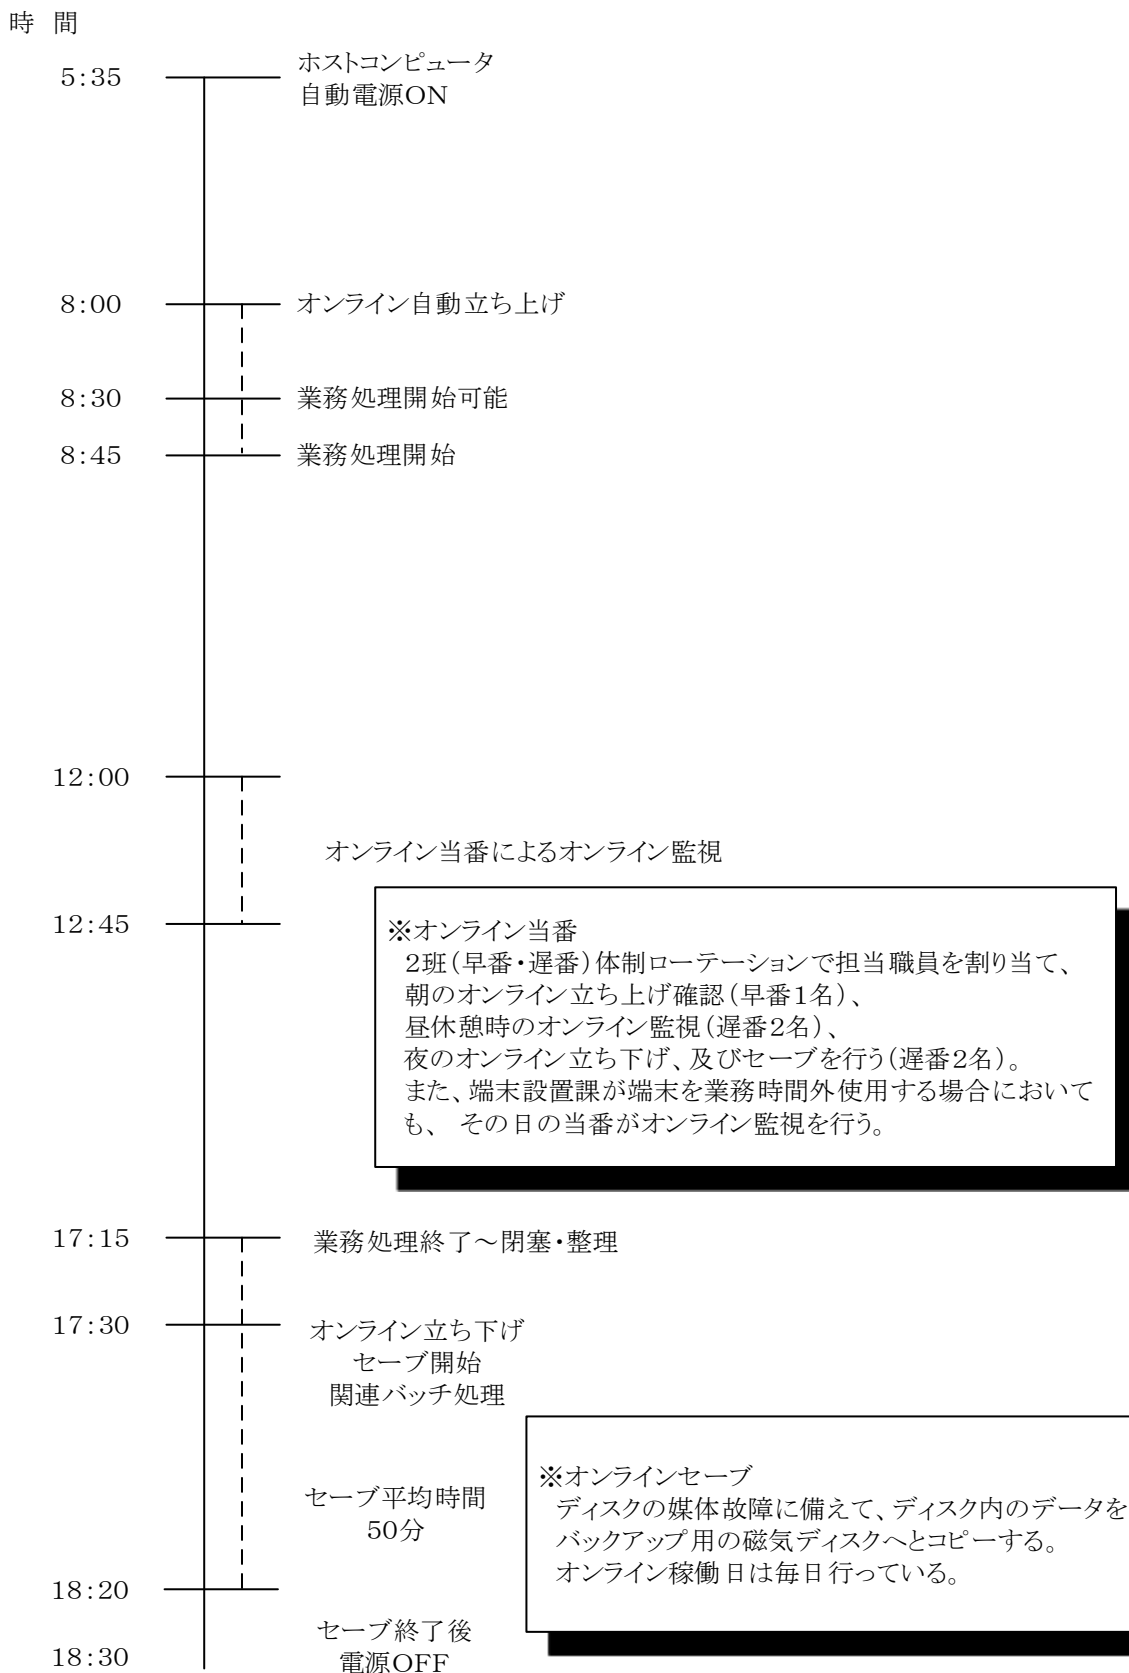 時 間
5:35
ホストコンピュータ
自動電源ON
8:00
オンライン自動立ち上げ
8:30
業務処理開始可能
8:45
業務処理開始
12:00
オンライン当番によるオンライン監視
12:45
※オンライン当番
2班(早番・遅番)体制ローテーションで担当職員を割り当て、
朝のオンライン立ち上げ確認(早番1名)、
昼休憩時のオンライン監視(遅番2名)、
夜のオンライン立ち下げ、及びセーブを行う(遅番2名)。
また、端末設置課が端末を業務時間外使用する場合において
も、 その日の当番がオンライン監視を行う。
17:15
業務処理終了～閉塞・整理
17:30
オンライン立ち下げ
セーブ開始
関連バッチ処理
※オンラインセーブ
ディスクの媒体故障に備えて、ディスク内のデータを
バックアップ用の磁気ディスクへとコピーする。
オンライン稼働日は毎日行っている。
セーブ平均時間
50分
18:20
セーブ終了後
電源OFF
18:30